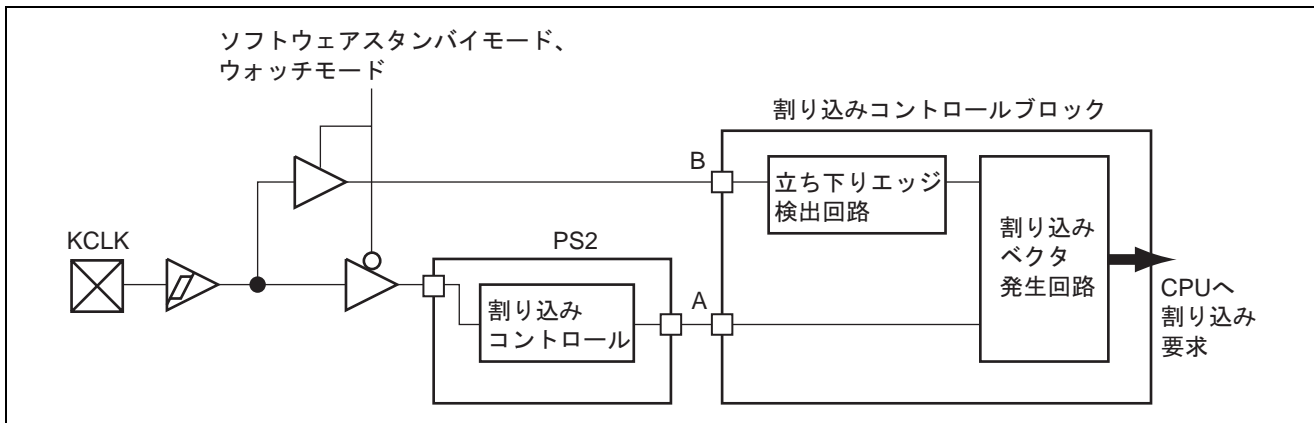 ソフトウェアスタンバイモード、
ウォッチモード
割り込みコントロールブロック
B
立ち下りエッジ
検出回路
KCLK
PS2
割り込み
ベクタ
発生回路
A
割り込み
コントロール
CPUへ
割り込み
要求